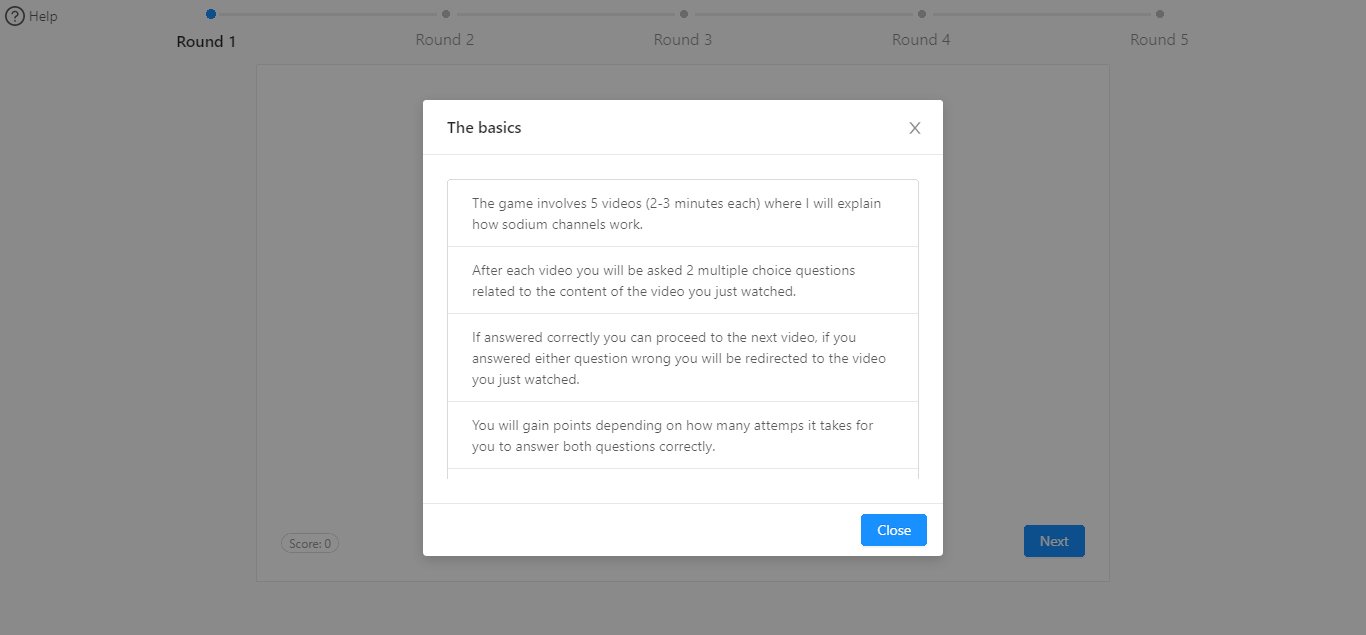 Help
Round 1
Round 2
Round 3
Round 4
Round 5
The basics
The game involves 5 videos (2-3 minutes each) where I will explain
how sodium channels work.
After each video you will be asked 2 multiple choice questions
related to the content of the video you just watched.
If answered correctly you can proceed to the next video, if you
answered either question wrong you will be redirected to the video
you just watched.
You will gain points depending on how many attemps it takes for
you to answer both questions correctly.
Close
Score: 0
Next